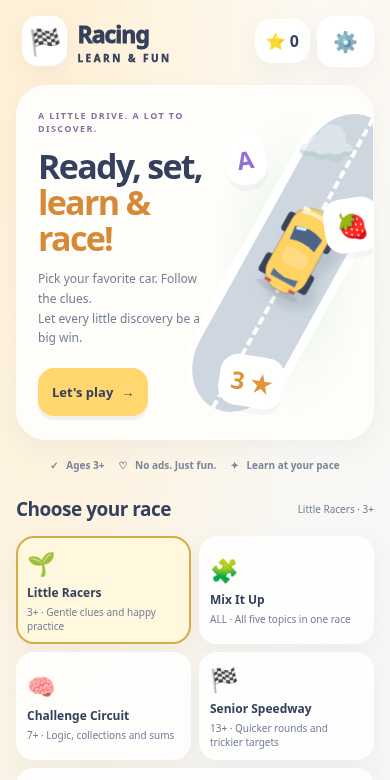 Racing
LEARN & FUN
⭐ 0
A LITTLE DRIVE. A LOT TO
DISCOVER.
Ready, set,
learn &
race!
A
Pick your favorite car. Follow
the clues.
Let every little discovery be a
big win.
3 ★
Let's play →
✓ Ages 3+ ♡ No ads. Just fun. ✦ Learn at your pace
Choose your race
Little Racers · 3+
Little Racers
3+ · Gentle clues and happy
practice
Mix It Up
ALL · All five topics in one race
Challenge Circuit
7+ · Logic, collections and sums
Senior Speedway
13+ · Quicker rounds and
trickier targets